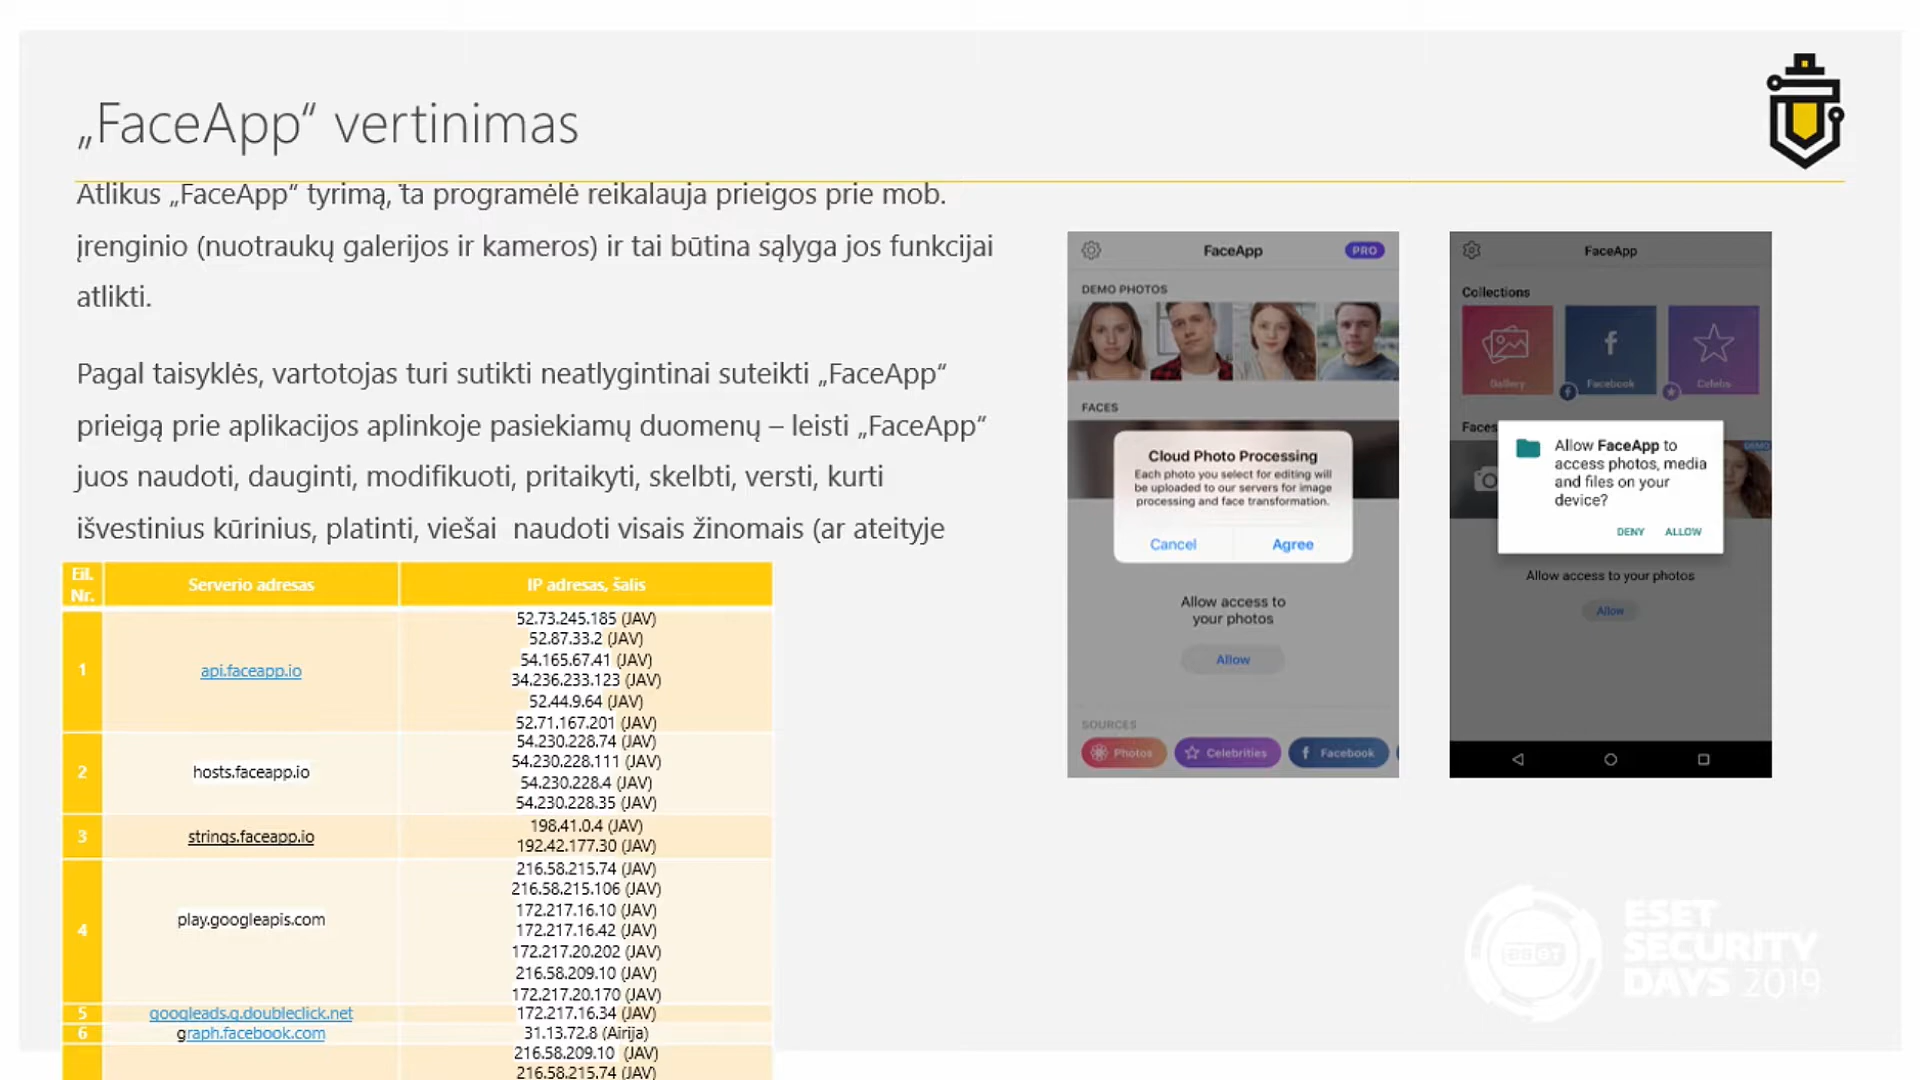 „FaceApp“ vertinimas
Atlikus „FaceApp“ tyrimą, ta programėlė reikalauja prieigos prie mob.
įrenginio (nuotraukų galerijos ir kameros) ir tai būtina sąlyga jos funkcijai
atlikti.
Pagal taisyklės, vartotojas turi sutikti neatlygintinai suteikti „FaceApp“
prieigą prie aplikacijos aplinkoje pasiekiamų duomenų – leisti „FaceApp“
juos naudoti, dauginti, modifikuoti, pritaikyti, skelbti, versti, kurti
išvestinius kūrinius, platinti, viešai naudoti visais žinomais (ar ateityje
Eil. Nr. Serverio adresas IP adresas, šalis
1 api.faceapp.io
52.73.245.185 (JAV)
52.87.33.2 (JAV)
54.165.67.41 (JAV)
34.236.233.123 (JAV)
52.44.9.64 (JAV)
52.71.167.201 (JAV)
2 hosts.faceapp.io
54.230.228.74 (JAV)
54.230.228.111 (JAV)
54.230.228.4 (JAV)
54.230.228.35 (JAV)
3 strings.faceapp.io
198.41.0.4 (JAV)
192.42.177.30 (JAV)
4 play.googleapis.com
216.58.215.74 (JAV)
216.58.215.106 (JAV)
172.217.16.10 (JAV)
172.217.16.42 (JAV)
172.217.20.202 (JAV)
216.58.209.10 (JAV)
172.217.20.170 (JAV)
5 googleads.g.doubleclick.net 172.217.16.34 (JAV)
6 graph.facebook.com 31.13.72.8 (Airija)
216.58.209.10 (JAV)
216.58.215.74 (JAV)
FaceApp PRO
DEMO PHOTOS
FACES
Cloud Photo Processing
Each photo you select for editing will
be uploaded to our servers for image
processing and face transformation.
Cancel Agree
Allow access to
your photos
Allow
SOURCES
Photos Celebrities Facebook
FaceApp
Collections
Gallery Facebook Celebs
Faces
DEMO
Allow FaceApp to
access photos, media
and files on your
device?
DENY ALLOW
Allow access to your photos
Allow
eset
ESET
SECURITY
DAYS 2019